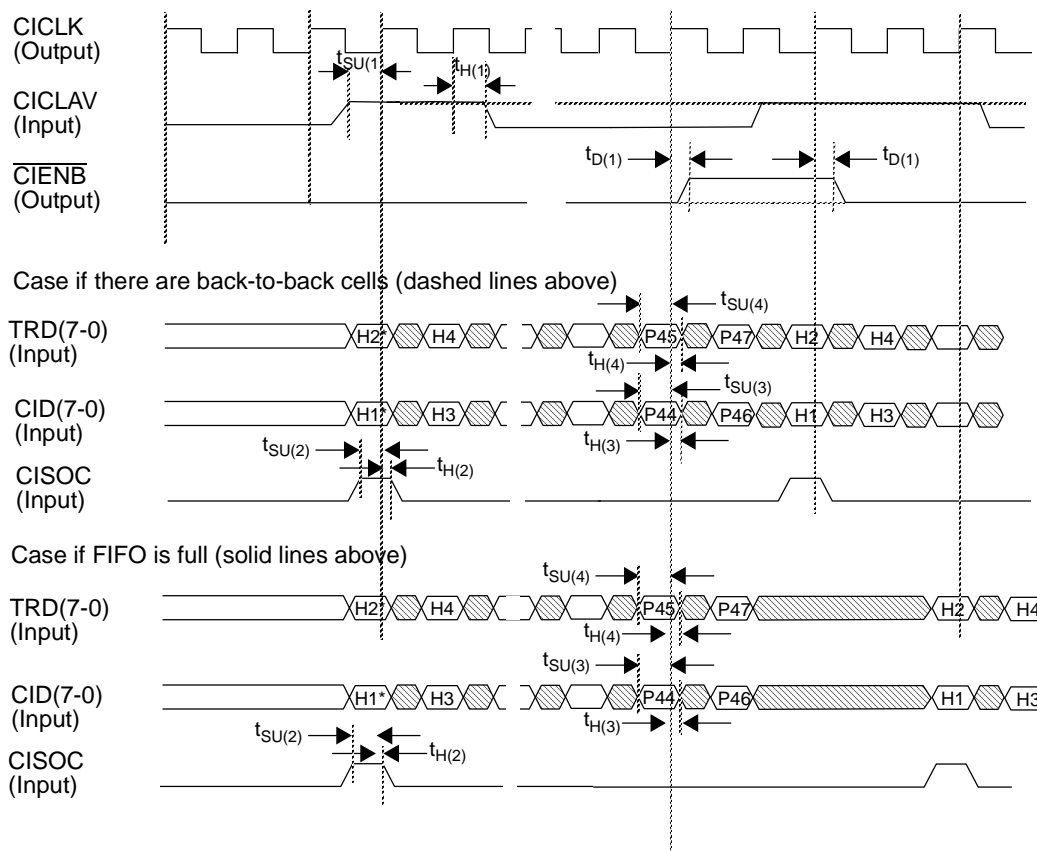 CICLK
(Output)
tSU(1
tH(1)
CICLAV
(Input)
tD(1)
tD(1)
CIENB
(Output)
Case if there are back-to-back cells (dashed lines above)
tSU(4)
TRD(7-0)
(Input)
H2* H4 P45 P47 H2 H4
tH(4)
tSU(3)
CID(7-0)
(Input)
H1* H3 P44 P46 H1 H3
tSU(2)
tH(3)
tH(2)
CISOC
(Input)
Case if FIFO is full (solid lines above)
tSU(4)
TRD(7-0)
(Input)
H2* H4 P45 P47 H2 H4
tH(4)
tSU(3)
CID(7-0)
(Input)
H1* H3 P44 P46 H1 H3
tSU(2)
tH(3)
tH(2)
CISOC
(Input)